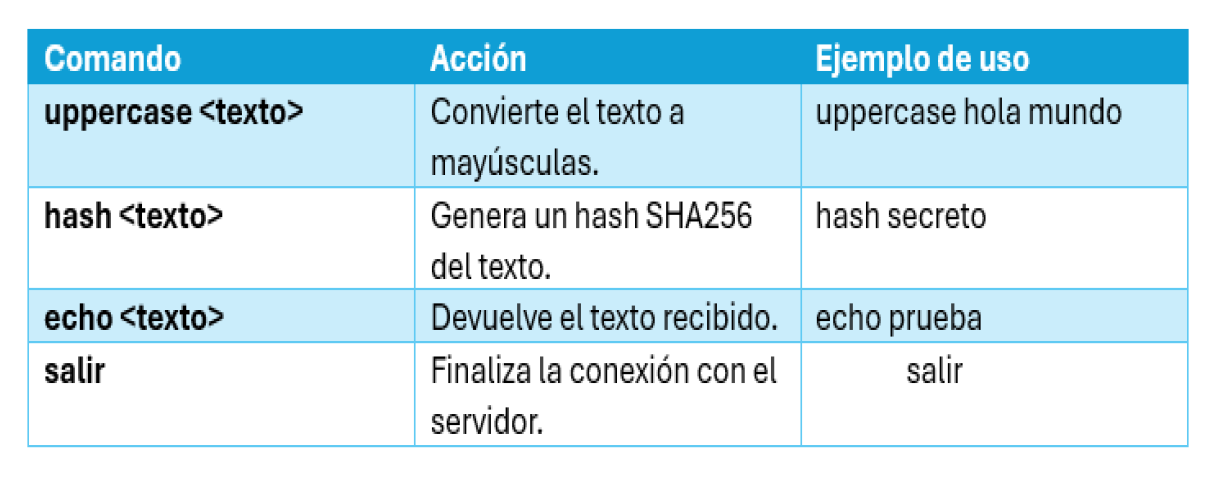 Comando Acción Ejemplo de uso
uppercase <texto> Convierte el texto a uppercase hola mundo
mayúsculas.
hash <texto> Genera un hash SHA256 hash secreto
del texto.
echo <texto> Devuelve el texto recibido. echo prueba
salir Finaliza la conexión con el salir
servidor.